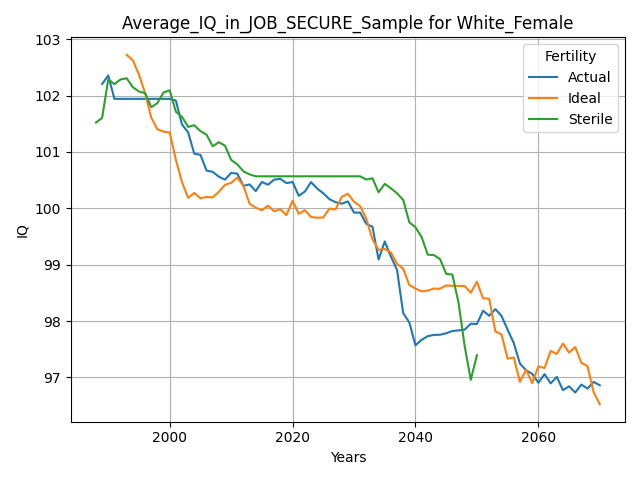 Average_IQ_in_JOB_SECURE_Sample for White_Female
103
102
101
100
99
98
97
IQ
2000
2020
2040
2060
Years
Fertility
Actual
Ideal
Sterile